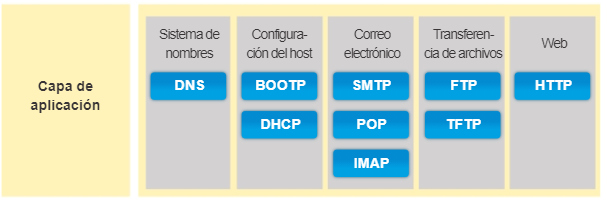 Capa de
aplicación
Sistema de
nombres
DNS
Configura-
ción del host
BOOTP
DHCP
Correo
electrónico
SMTP
POP
IMAP
Transferen-
cia de archivos
FTP
TFTP
Web
HTTP